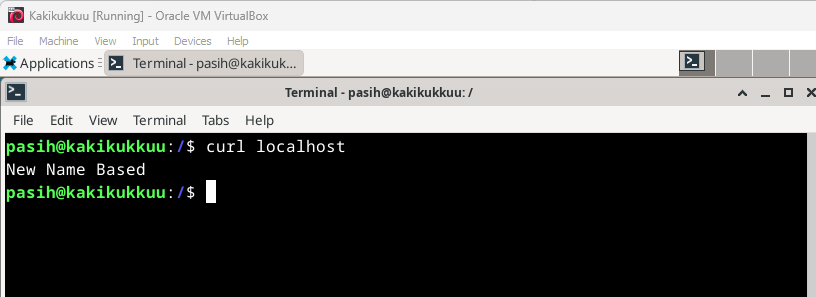 Kakikukkuu [Running] - Oracle VM VirtualBox
File Machine View Input Devices Help
Applications Terminal - pasih@kakikuk...
Terminal - pasih@kakikukkuu: /
File Edit View Terminal Tabs Help
pasih@kakikukkuu:/$ curl localhost
New Name Based
pasih@kakikukkuu:/$